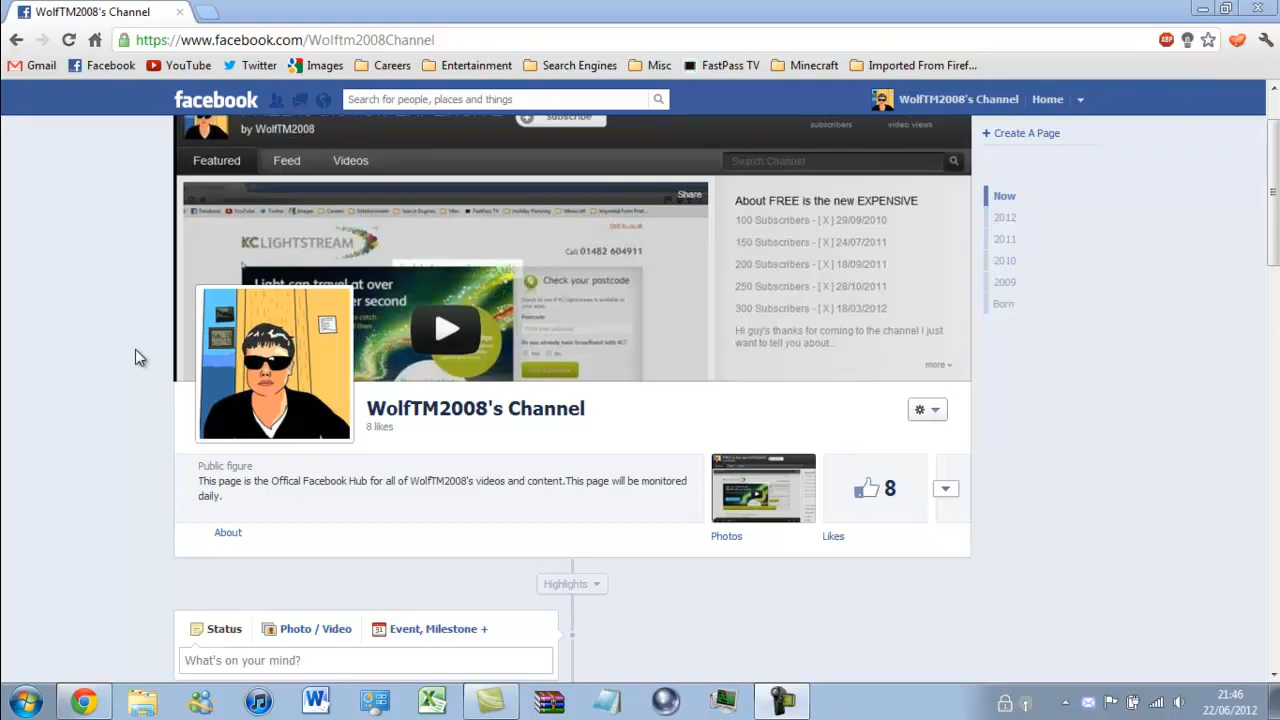 WolfTM2008's Channel
https://www.facebook.com/Wolftm2008Channel
ABP
Gmail Facebook YouTube Twitter Images Careers Entertainment Search Engines Misc FastPass TV Minecraft Imported From Firef...
facebook Search for people, places and things WolfTM2008's Channel Home
by WolfTM2008 Subscribe subscribers video views
Create A Page
Featured Feed Videos Search Channel
Share
KC LIGHTSTREAM
Call 01482 604911
Light can travel at over
Check your postcode
second
About FREE is the new EXPENSIVE
100 Subscribers - [ X ] 29/09/2010
150 Subscribers - [ X ] 24/07/2011
200 Subscribers - [ X ] 18/09/2011
250 Subscribers - [ X ] 28/10/2011
300 Subscribers - [ X ] 18/03/2012
Hi guy's thanks for coming to the channel I just
want to tell you about...
more
Now
2012
2011
2010
2009
Born
WolfTM2008's Channel
8 likes
Public figure
This page is the Offical Facebook Hub for all of WolfTM2008's videos and content.This page will be monitored
daily.
About
8
Photos Likes
Highlights
Status Photo / Video 31 Event, Milestone +
What's on your mind?
21:46
22/06/2012